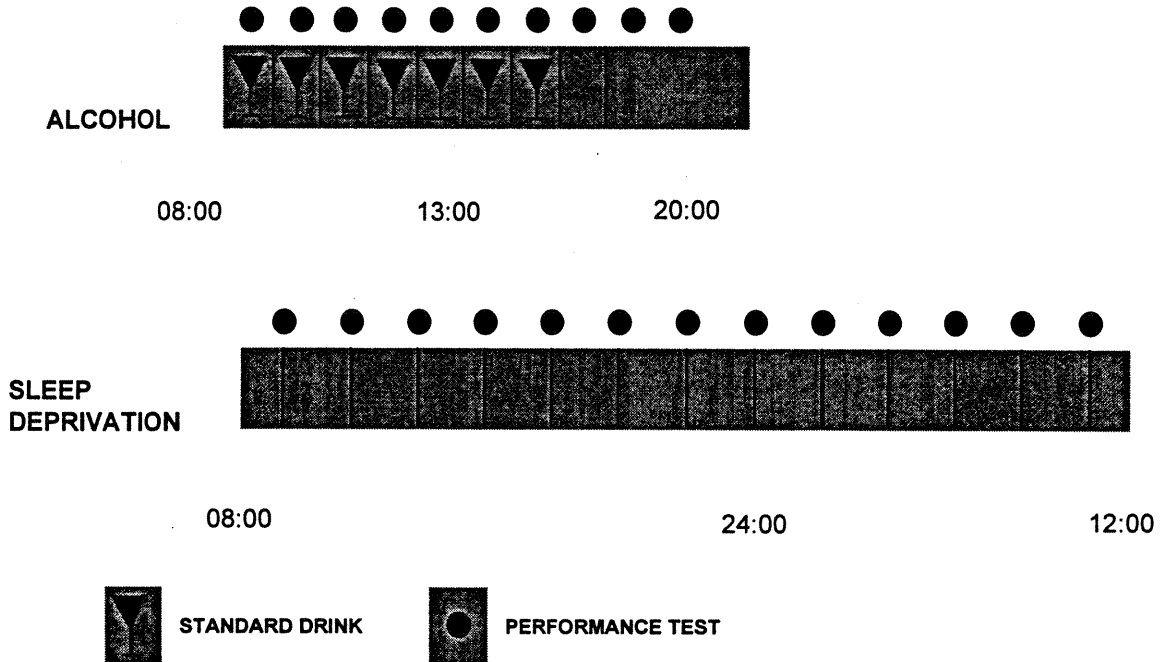 ALCOHOL
08:00 13:00 20:00
SLEEP
DEPRIVATION
08:00 24:00 12:00
STANDARD DRINK PERFORMANCE TEST